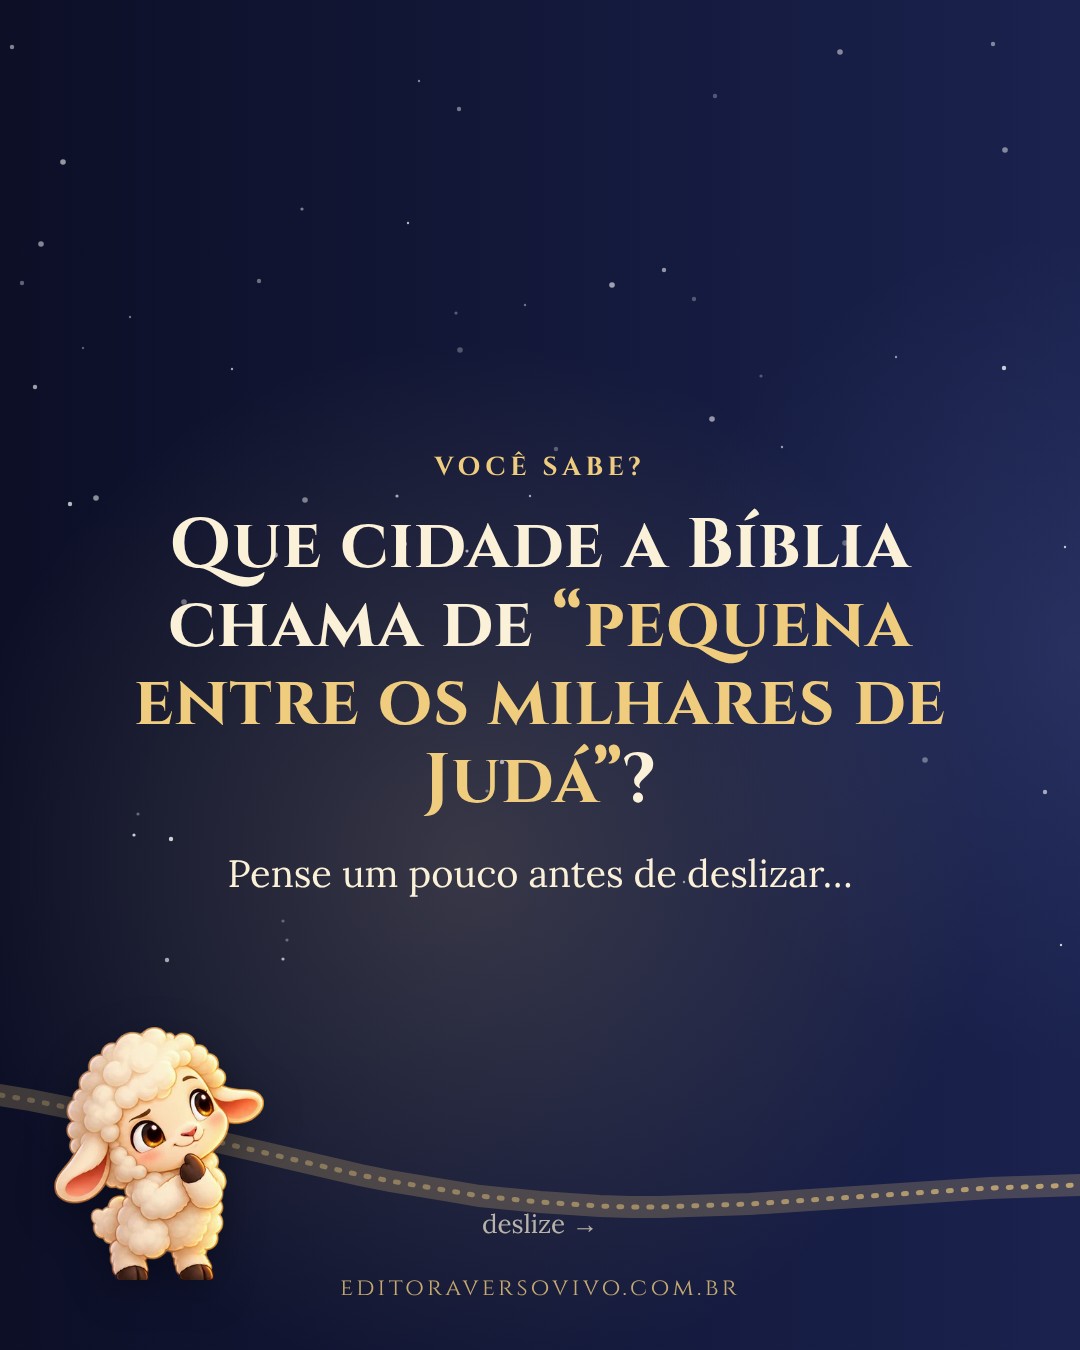 VOCÊ SABE?
Que cidade a Bíblia
chama de “pequena
entre os milhares de
Judá”?
Pense um pouco antes de deslizar…
deslize →
EDITORAVERSOVIVO.COM.BR